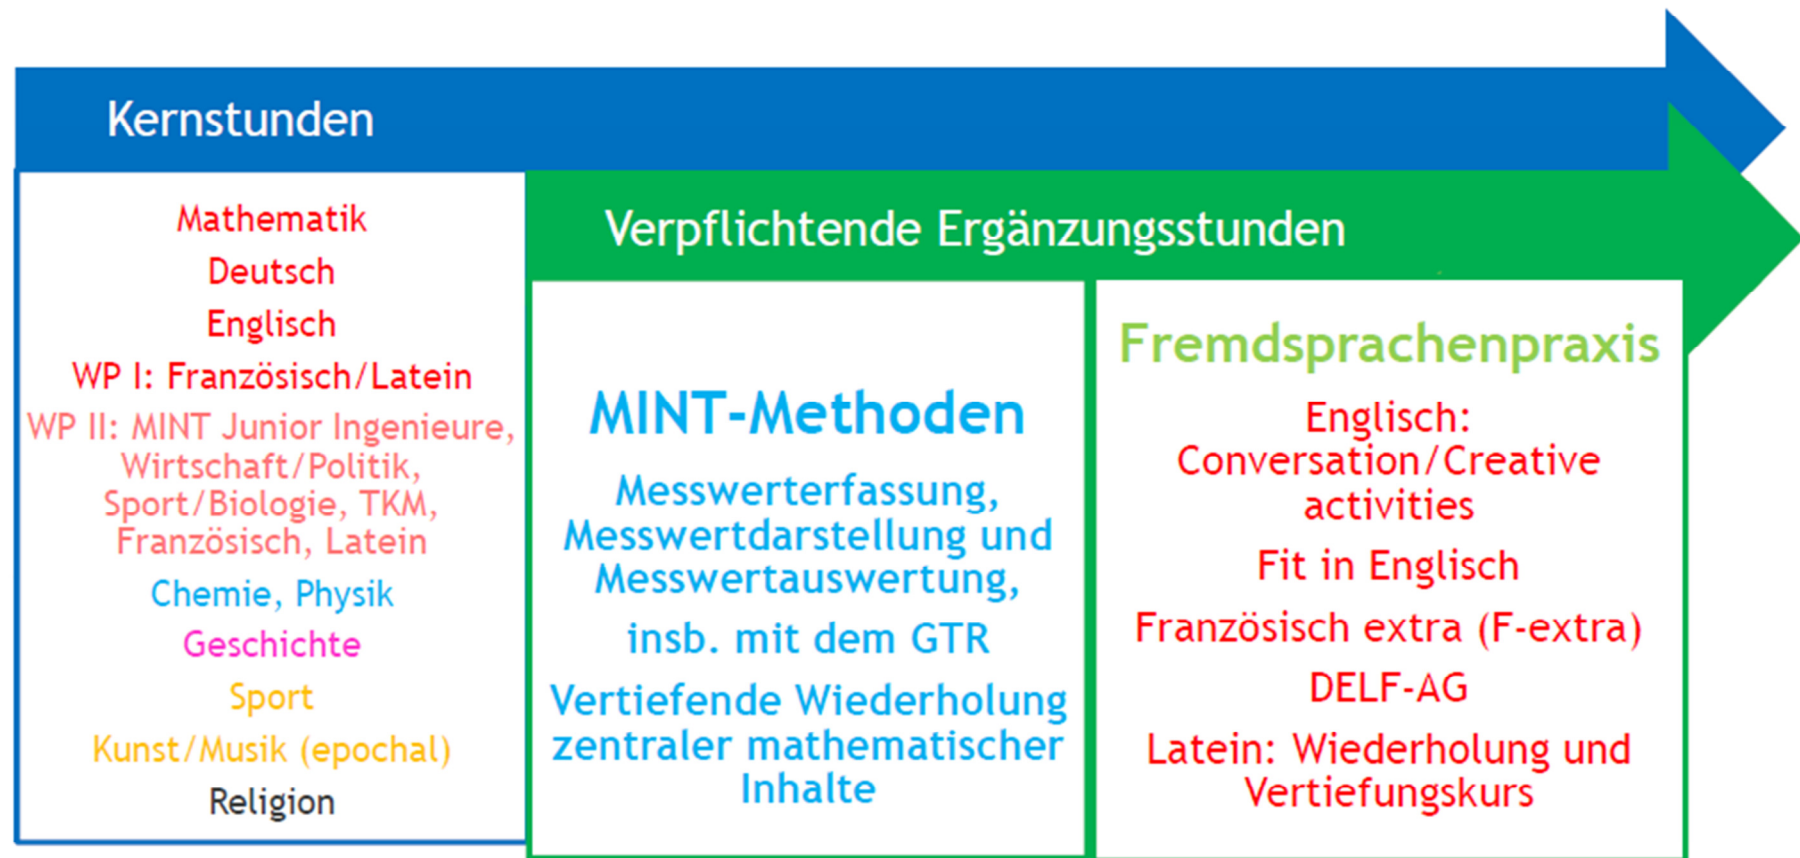 Kernstunden
Mathematik
Deutsch
Englisch
WP I: Französisch/Latein
WP II: MINT Junior Ingenieure,
Wirtschaft/Politik,
Sport/Biologie, TKM,
Französisch, Latein
Chemie, Physik
Geschichte
Sport
Kunst/Musik (epochal)
Religion
Verpflichtende Ergänzungsstunden
MINT-Methoden
Messwerterfassung,
Messwertdarstellung und
Messwertauswertung,
insb. mit dem GTR
Vertiefende Wiederholung
zentraler mathematischer
Inhalte
Fremdsprachenpraxis
Englisch:
Conversation/Creative
activities
Fit in Englisch
Französisch extra (F-extra)
DELF-AG
Latein: Wiederholung und
Vertiefungskurs